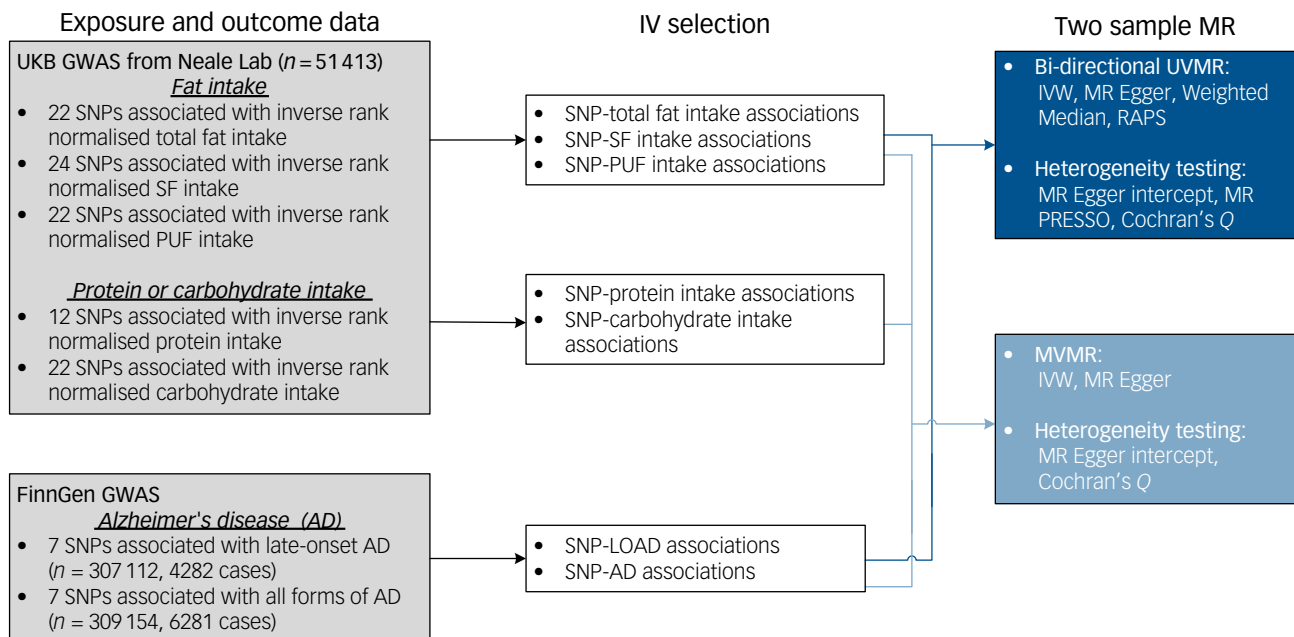 Exposure and outcome data
UKB GWAS from Neale Lab (n = 51 413)
Fat intake
• 22 SNPs associated with inverse rank
normalised total fat intake
• 24 SNPs associated with inverse rank
normalised SF intake
• 22 SNPs associated with inverse rank
normalised PUF intake
Protein or carbohydrate intake
• 12 SNPs associated with inverse rank
normalised protein intake
• 22 SNPs associated with inverse rank
normalised carbohydrate intake
FinnGen GWAS
Alzheimer's disease (AD)
• 7 SNPs associated with late-onset AD
(n = 307 112, 4282 cases)
• 7 SNPs associated with all forms of AD
(n = 309 154, 6281 cases)
IV selection
• SNP-total fat intake associations
• SNP-SF intake associations
• SNP-PUF intake associations
• SNP-protein intake associations
• SNP-carbohydrate intake
associations
• SNP-LOAD associations
• SNP-AD associations
Two sample MR
• Bi-directional UVMR:
IVW, MR Egger, Weighted
Median, RAPS
• Heterogeneity testing:
MR Egger intercept, MR
PRESSO, Cochran's Q
• MVMR:
IVW, MR Egger
• Heterogeneity testing:
MR Egger intercept,
Cochran's Q